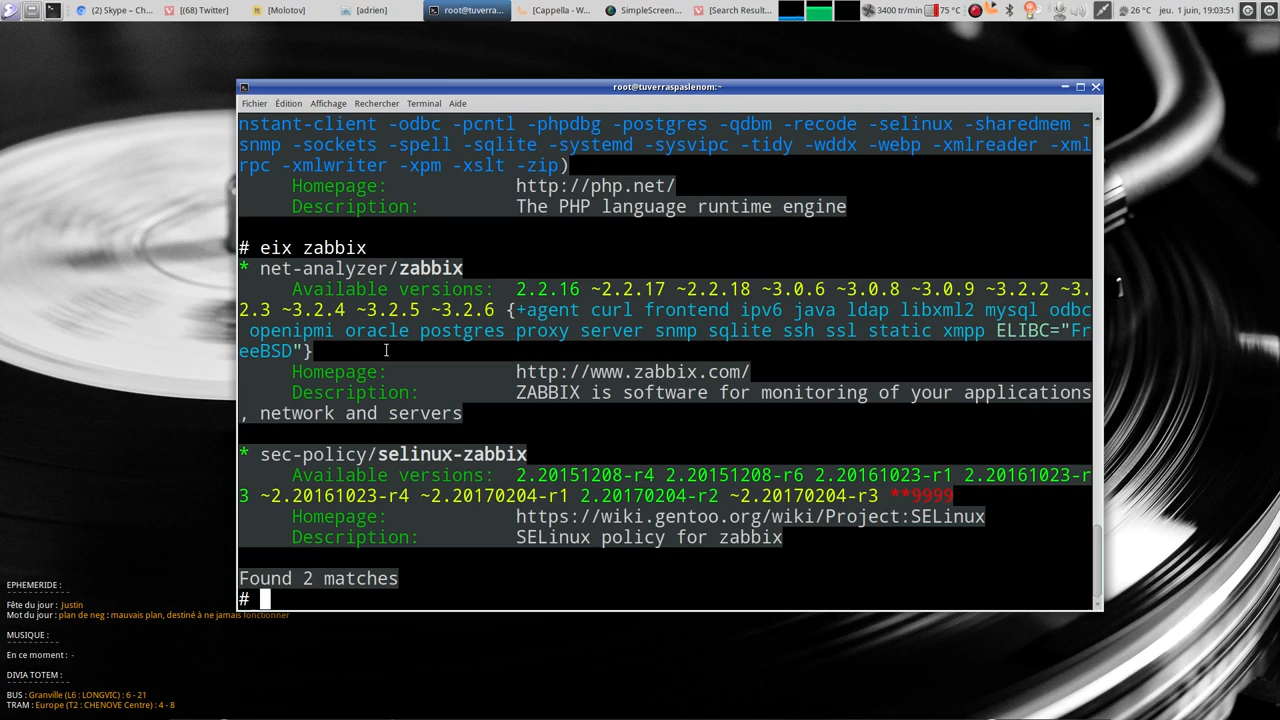 (2) Skype – Ch...
[(68) Twitter]
[Molotov]
[adrien]
root@tuverra...
[Cappella - W...
SimpleScreen...
[Search Result...
3400 tr/min
75 °C
26 °C
jeu. 1 juin, 19:03:51
root@tuverraspaslenom:~
Fichier Édition Affichage Rechercher Terminal Aide
nstant-client -odbc -pcntl -phpdbg -postgres -qdbm -recode -selinux -sharedmem -
snmp -sockets -spell -sqlite -systemd -sysvipc -tidy -wddx -webp -xmlreader -xml
rpc -xmlwriter -xpm -xslt -zip)
Homepage: http://php.net/
Description: The PHP language runtime engine
# eix zabbix
* net-analyzer/zabbix
Available versions: 2.2.16 ~2.2.17 ~2.2.18 ~3.0.6 ~3.0.8 ~3.0.9 ~3.2.2 ~3.
2.3 ~3.2.4 ~3.2.5 ~3.2.6 {+agent curl frontend ipv6 java ldap libxml2 mysql odbc
openipmi oracle postgres proxy server snmp sqlite ssh ssl static xmpp ELIBC="Fr
eeBSD"}
Homepage: http://www.zabbix.com/
Description: ZABBIX is software for monitoring of your applications
, network and servers
* sec-policy/selinux-zabbix
Available versions: 2.20151208-r4 2.20151208-r6 2.20161023-r1 2.20161023-r
3 ~2.20161023-r4 ~2.20170204-r1 2.20170204-r2 ~2.20170204-r3 **9999
Homepage: https://wiki.gentoo.org/wiki/Project:SELinux
Description: SELinux policy for zabbix
Found 2 matches
#
EPHEMERIDE :
Fête du jour : Justin
Mot du jour : plan de neg : mauvais plan, destiné à ne jamais fonctionner
MUSIQUE :
En ce moment : -
DIVIA TOTEM :
BUS : Granville (L6 : LONGVIC) : 6 - 21
TRAM : Europe (T2 : CHENOVE Centre) : 4 - 8